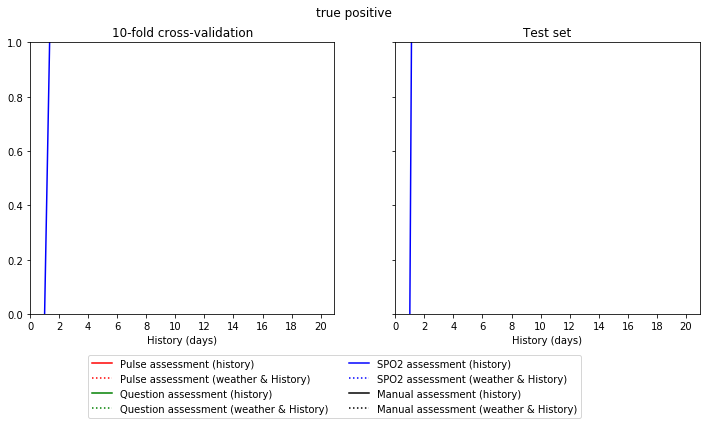 true positive
10-fold cross-validation
Test set
1.0
0.8
0.6
0.4
0.2
0.0
0 2 4 6 8 10 12 14 16 18 20
0 2 4 6 8 10 12 14 16 18 20
History (days)
History (days)
Pulse assessment (history)
Pulse assessment (weather & History)
Question assessment (history)
Question assessment (weather & History)
SPO2 assessment (history)
SPO2 assessment (weather & History)
Manual assessment (history)
Manual assessment (weather & History)